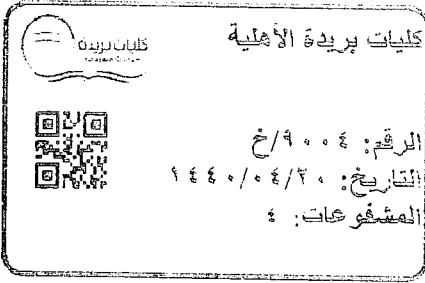 كليات بريدة الأهلية
كليات بريدة
الرقم: ٩٠٠٤/خ
التاريخ: ١٤٤٠/٠٤/٢٠
المشفوعات: ٤